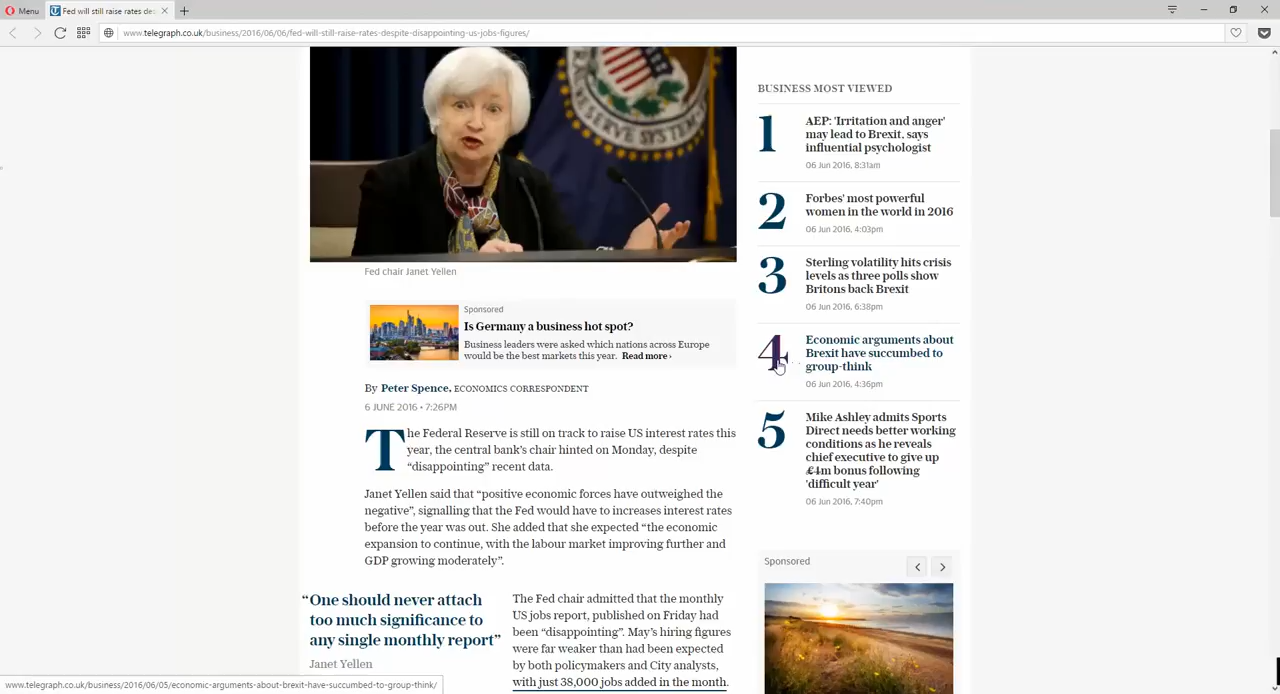 Menu
Fed will still raise rates des
www.telegraph.co.uk/business/2016/06/06/fed-will-still-raise-rates-despite-disappointing-us-jobs-figures/
RESERVE SYSTEM
Fed chair Janet Yellen
Sponsored
Is Germany a business hot spot?
Business leaders were asked which nations across Europe
would be the best markets this year. Read more ›
By Peter Spence, ECONOMICS CORRESPONDENT
6 JUNE 2016 • 7:26PM
The Federal Reserve is still on track to raise US interest rates this
year, the central bank’s chair hinted on Monday, despite
“disappointing” recent data.
Janet Yellen said that “positive economic forces have outweighed the
negative”, signalling that the Fed would have to increases interest rates
before the year was out. She added that she expected “the economic
expansion to continue, with the labour market improving further and
GDP growing moderately”.
“One should never attach
too much significance to
any single monthly report”
Janet Yellen
The Fed chair admitted that the monthly
US jobs report, published on Friday had
been “disappointing”. May’s hiring figures
were far weaker than had been expected
by both policymakers and City analysts,
with just 38,000 jobs added in the month.
BUSINESS MOST VIEWED
1
AEP: 'Irritation and anger'
may lead to Brexit, says
influential psychologist
06 Jun 2016, 8:31am
2
Forbes' most powerful
women in the world in 2016
06 Jun 2016, 4:03pm
3
Sterling volatility hits crisis
levels as three polls show
Britons back Brexit
06 Jun 2016, 6:38pm
4
Economic arguments about
Brexit have succumbed to
group-think
06 Jun 2016, 4:36pm
5
Mike Ashley admits Sports
Direct needs better working
conditions as he reveals
chief executive to give up
£4m bonus following
'difficult year'
06 Jun 2016, 7:40pm
Sponsored
www.telegraph.co.uk/business/2016/06/05/economic-arguments-about-brexit-have-succumbed-to-group-think/